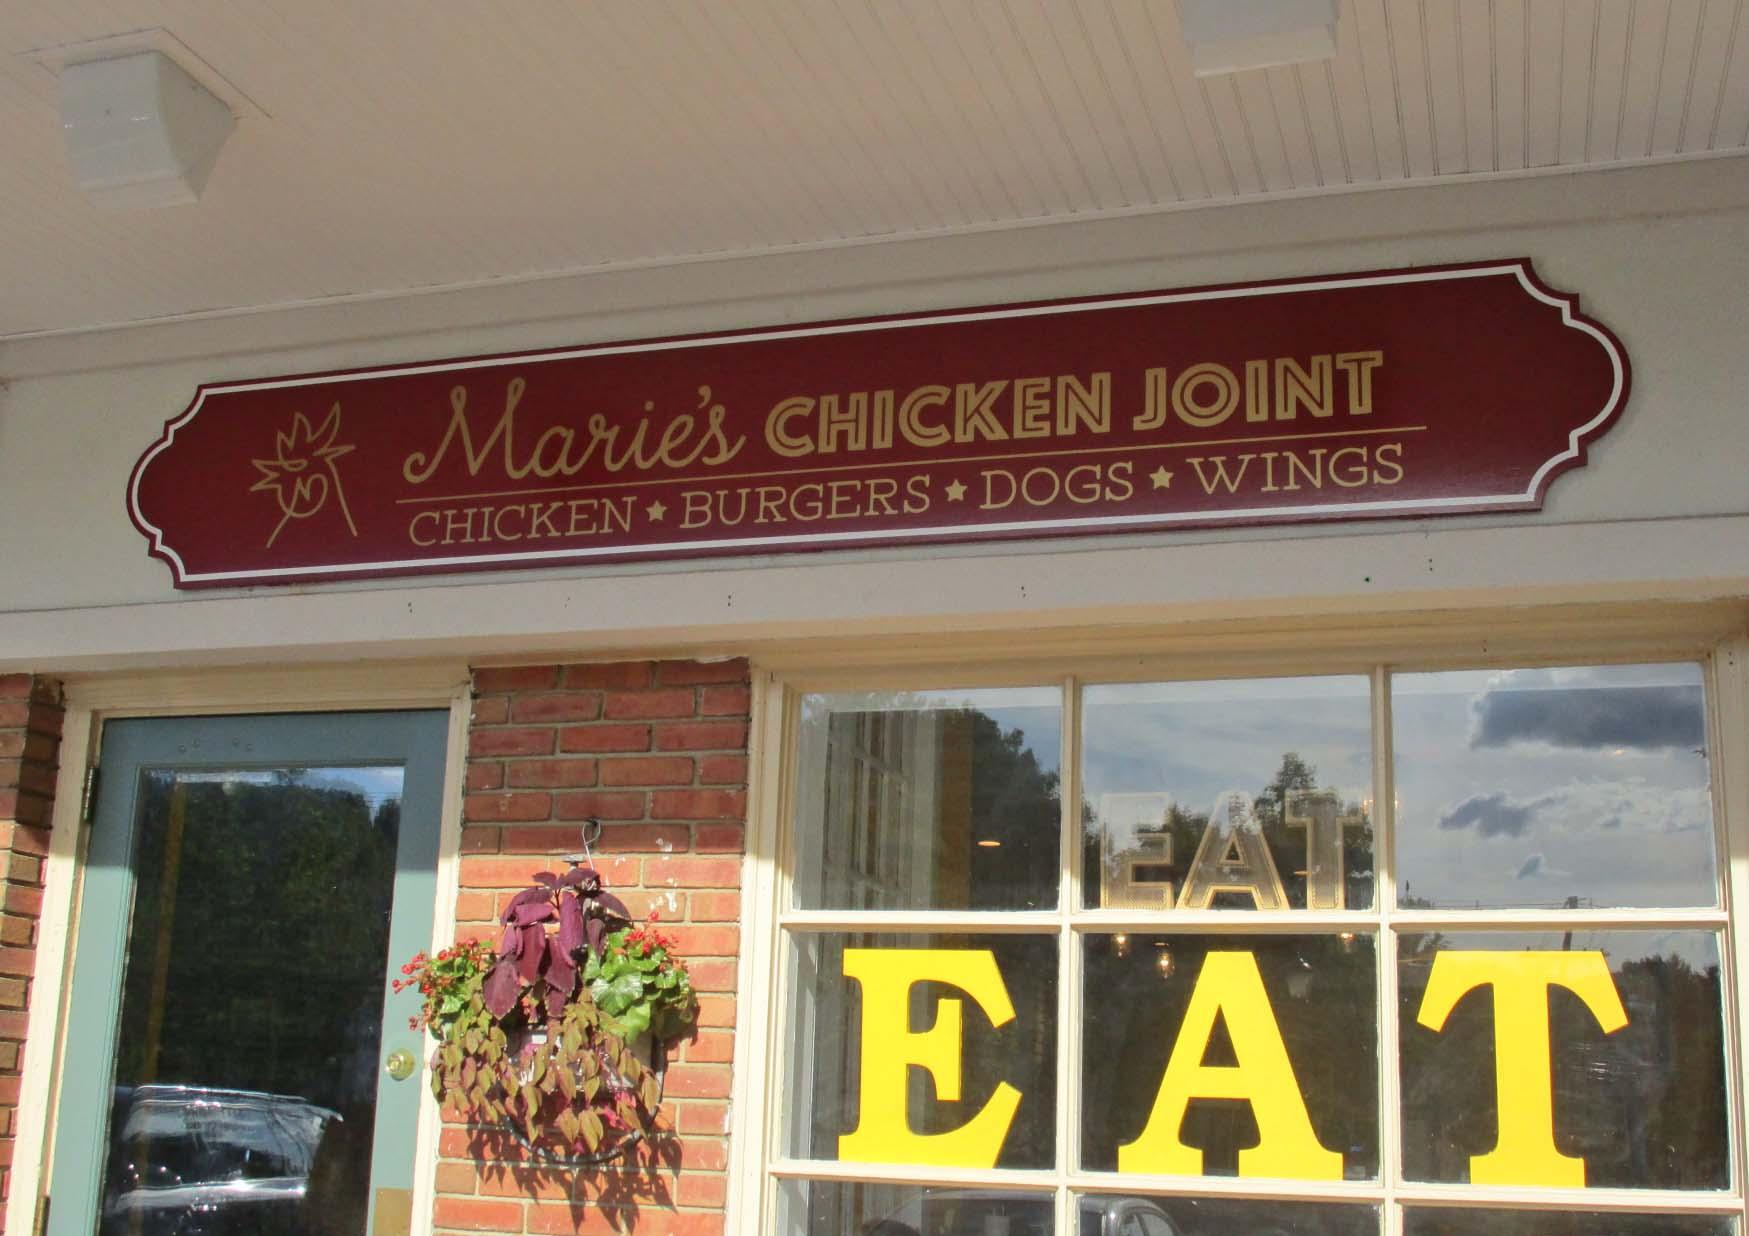 Marie's CHICKEN JOINT
CHICKEN ★ BURGERS ★ DOGS ★ WINGS
EAT
EAT